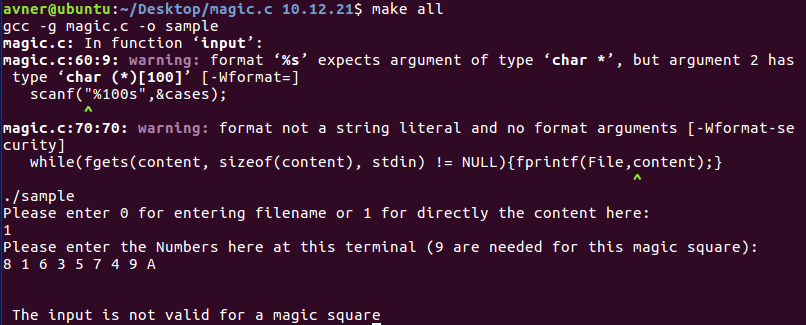 avner@ubuntu:~/Desktop/magic.c 10.12.21$ make all
gcc -g magic.c -o sample
magic.c: In function ‘input’:
magic.c:60:9: warning: format ‘%s’ expects argument of type ‘char *’, but argument 2 has
 type ‘char (*)[100]’ [-Wformat=]
   scanf("%100s",&cases);
         ^
magic.c:70:70: warning: format not a string literal and no format arguments [-Wformat-se
curity]
   while(fgets(content, sizeof(content), stdin) != NULL){fprintf(File,content);}
                                                                      ^
./sample
Please enter 0 for entering filename or 1 for directly the content here:
1
Please enter the Numbers here at this terminal (9 are needed for this magic square):
8 1 6 3 5 7 4 9 A
 The input is not valid for a magic square